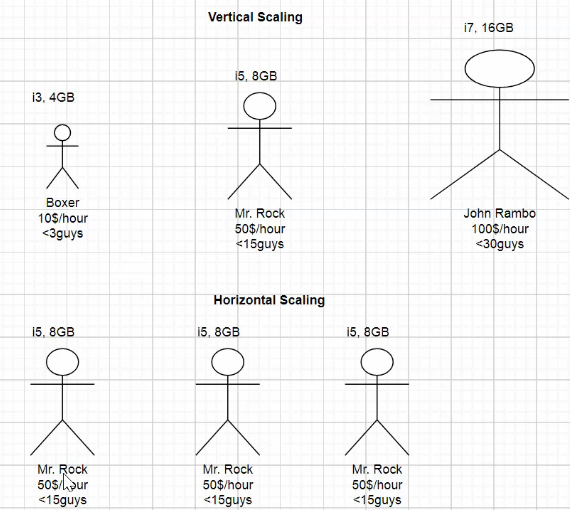 Vertical Scaling
i3, 4GB
i5, 8GB
i7, 16GB
Boxer
10$/hour
<3guys
Mr. Rock
50$/hour
<15guys
John Rambo
100$/hour
<30guys
Horizontal Scaling
i5, 8GB
i5, 8GB
i5, 8GB
Mr. Rock
50$/hour
<15guys
Mr. Rock
50$/hour
<15guys
Mr. Rock
50$/hour
<15guys